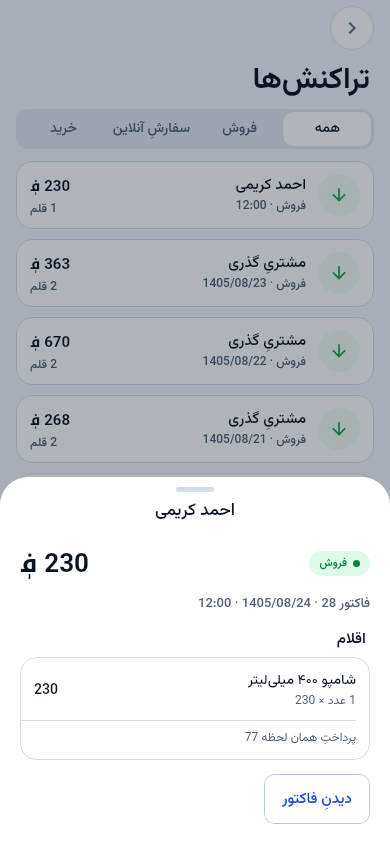 تراکنش‌ها
همه
فروش
سفارشِ آنلاین
خرید
احمد کریمی
230 ؋
فروش · 12:00
1 قلم
مشتریِ گذری
363 ؋
فروش · 1405/08/23
2 قلم
مشتریِ گذری
670 ؋
فروش · 1405/08/22
2 قلم
مشتریِ گذری
268 ؋
فروش · 1405/08/21
2 قلم
احمد کریمی
فروش
230 ؋
فاکتور 28 · 1405/08/24 · 12:00
اقلام
شامپو ۴۰۰ میلی‌لیتر
230
1 عدد × 230
پرداختِ همان لحظه 77
دیدنِ فاکتور